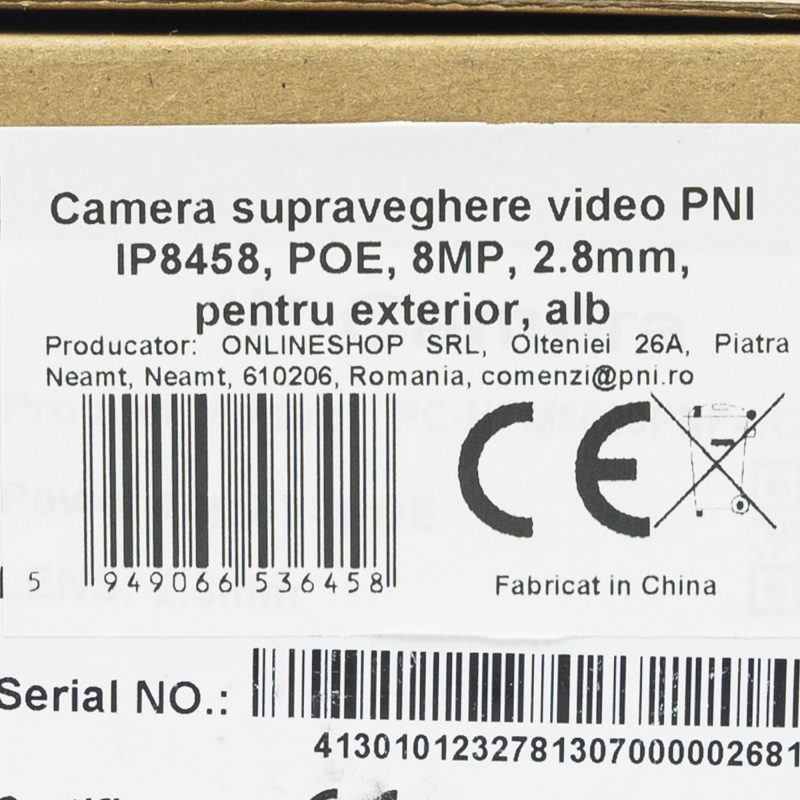 Camera supraveghere video PNI
IP8458, POE, 8MP, 2.8mm,
pentru exterior, alb
Producator: ONLINESHOP SRL, Olteniei 26A, Piatra
Neamt, Neamt, 610206, Romania, comenzi@pni.ro
CE
5 949066 536458
Fabricat in China
Serial NO.:
4130101232781307000002681